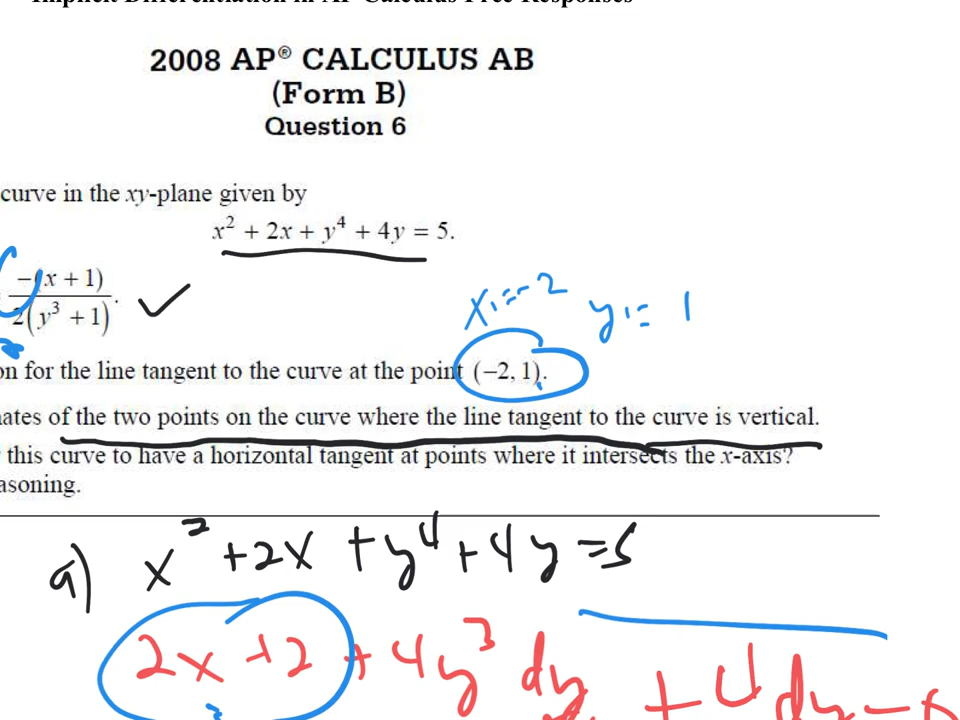 Implicit Differentiation in AP Calculus Free Responses
2008 AP® CALCULUS AB
(Form B)
Question 6
curve in the xy-plane given by
x² + 2x + y⁴ + 4y = 5.
-(x + 1)
2(y³ + 1)
x₁=-2 y₁= 1
on for the line tangent to the curve at the point (−2, 1).
ates of the two points on the curve where the line tangent to the curve is vertical.
this curve to have a horizontal tangent at points where it intersects the x-axis?
asoning.
a) x² +2x +y⁴+4y =5
2x +2 + 4y³ dy + 4 dy =